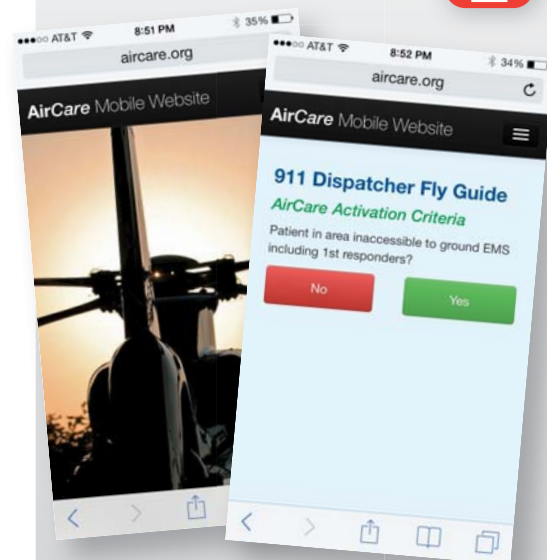 AT&T
8:51 PM
35%
aircare.org
AirCare Mobile Website
AT&T
8:52 PM
34%
aircare.org
AirCare Mobile Website
911 Dispatcher Fly Guide
AirCare Activation Criteria
Patient in area inaccessible to ground EMS
including 1st responders?
No
Yes